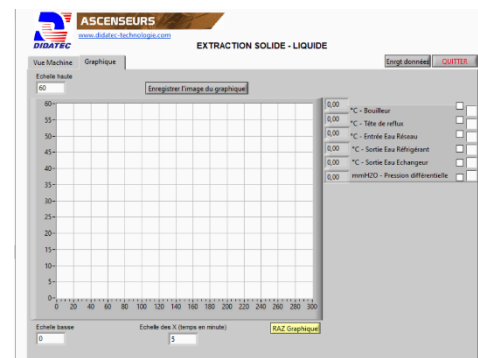 ASCENSEURS
www.didatec-technologie.com
DIDATEC
EXTRACTION SOLIDE - LIQUIDE
Vue Machine Graphique Enrgt données QUITTER
Echelle haute
60 Enregistrer l'image du graphique
60
55
50
45
40
35
30
25
20
15
10
5
0
0 20 40 60 80 100 120 140 160 180 200 220 240 260 280 300
0,00 °C - Bouilleur
0,00 °C - Tête de reflux
0,00 °C - Entrée Eau Réseau
0,00 °C - Sortie Eau Réfrigérant
0,00 °C - Sortie Eau Echangeur
0,00 mmH2O - Pression différentielle
Echelle basse Echelle des X (temps en minute) RAZ Graphique
0 5